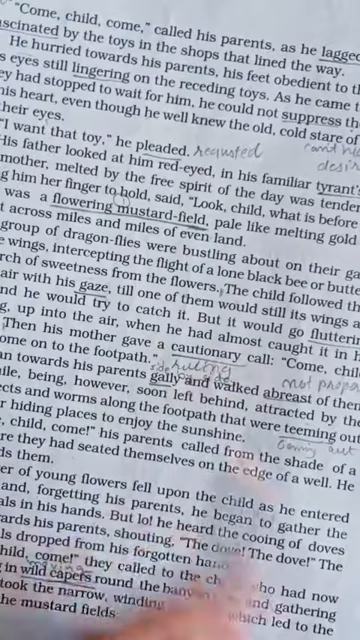 "Come, child, come," called his parents, as he lagged
fascinated by the toys in the shops that lined the way.
He hurried towards his parents, his feet obedient to
s eyes still lingering on the receding toys. As he came
ey had stopped to wait for him, he could not suppress th
his heart, even though he well knew the old, cold stare of
their eyes.
"I want that toy," he pleaded. requested
His father looked at him red-eyed, in his familiar tyrant'
mother, melted by the free spirit of the day was tender
g him her finger to hold, said, "Look, child, what is before
was a flowering mustard-field, pale like melting gold
t across miles and miles of even land.
group of dragon-flies were bustling about on their ga
e wings, intercepting the flight of a lone black bee or butte
rch of sweetness from the flowers. The child followed th
air with his gaze, till one of them would still its wings a
nd he would try to catch it. But it would go flutterin
g, up into the air, when he had almost caught it in h
Then his mother gave a cautionary call: "Come, chil
ome on to the footpath." ruling
an towards his parents gaily and walked abreast of them
ile, being, however, soon left behind, attracted by the
ects and worms along the footpath that were teeming out
r hiding places to enjoy the sunshine.
, child, come!" his parents called from the shade of a
re they had seated themselves on the edge of a well. He
ds them.
er of young flowers fell upon the child as he entered
and, forgetting his parents, he began to gather the
als in his hands. But lo! he heard the cooing of doves
ards his parents, shouting, "The dove! The dove!" The
ls dropped from his forgotten hand
hild, come!" they called to the ch who had now
g in wild capers round the bany and gathering
took the narrow, winding which led to the
he mustard fields